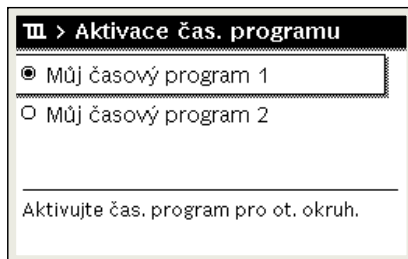 > Aktivace čas. programu
Můj časový program 1
Můj časový program 2
Aktivujte čas. program pro ot. okruh.